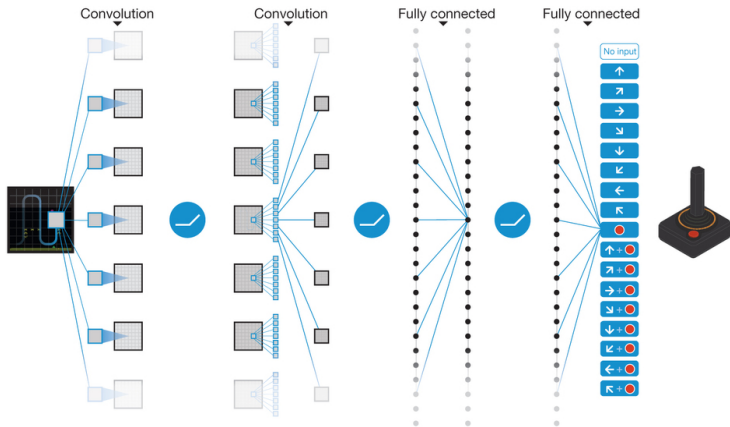 Convolution
Convolution
Fully connected
Fully connected
No input
+
+
+
+
+
+
+
+